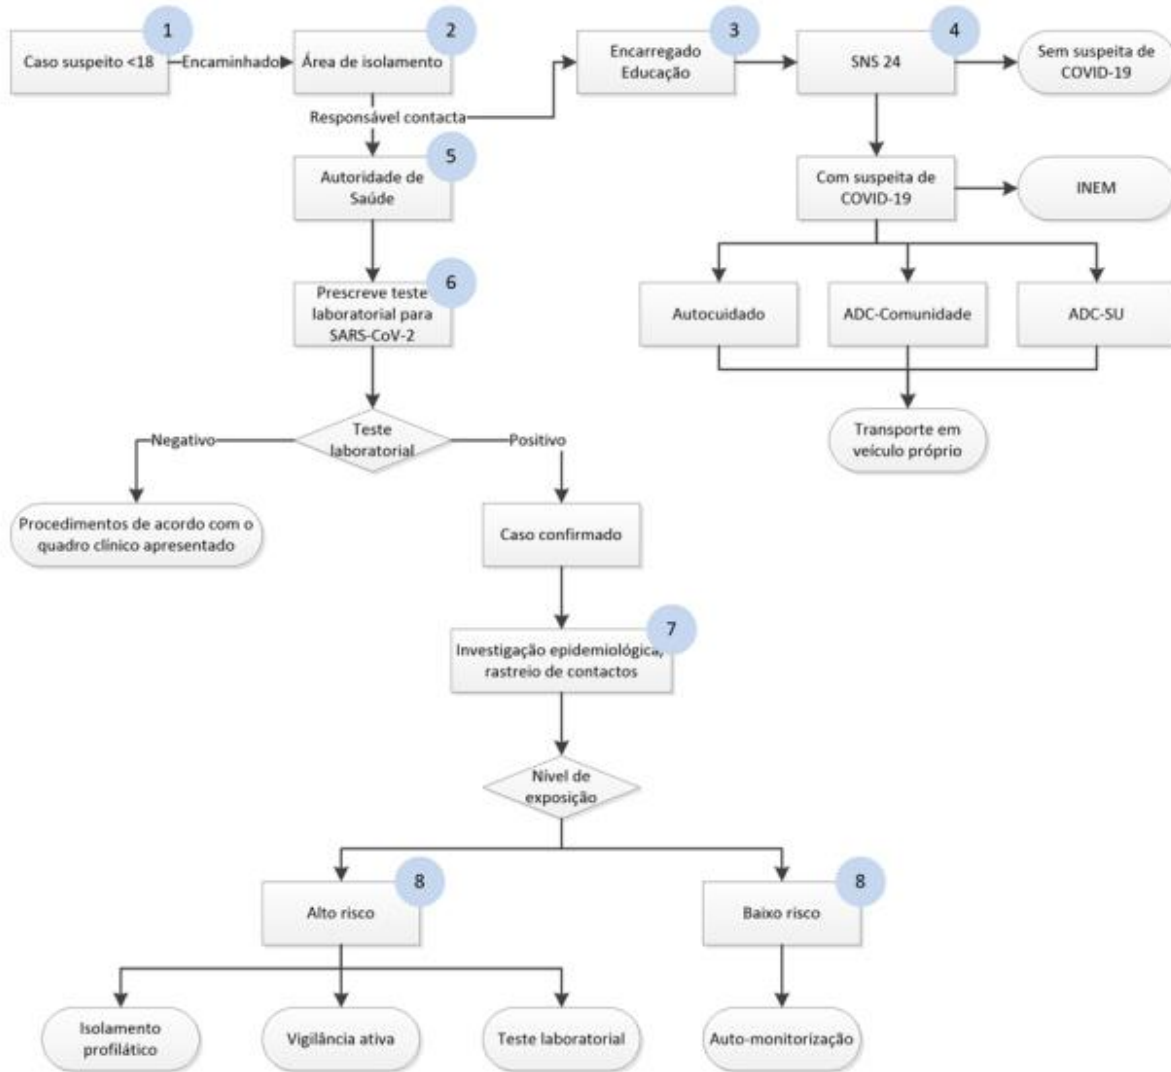 1
2
3
4
Caso suspeito <18
Encaminhado
Área de isolamento
Encarregado
Educação
SNS 24
Sem suspeita de
COVID-19
Responsável contacta
5
Autoridade de
Saúde
Com suspeita de
COVID-19
INEM
6
Prescreve teste
laboratorial para
SARS-CoV-2
Autocuidado
ADC-Comunidade
ADC-SU
Negativo
Teste
laboratorial
Positivo
Transporte em
veículo próprio
Procedimentos de acordo com o
quadro clínico apresentado
Caso confirmado
7
Investigação epidemiológica,
rastreio de contactos
Nível de
exposição
8
8
Alto risco
Baixo risco
Isolamento
profilático
Vigilância ativa
Teste laboratorial
Auto-monitorização